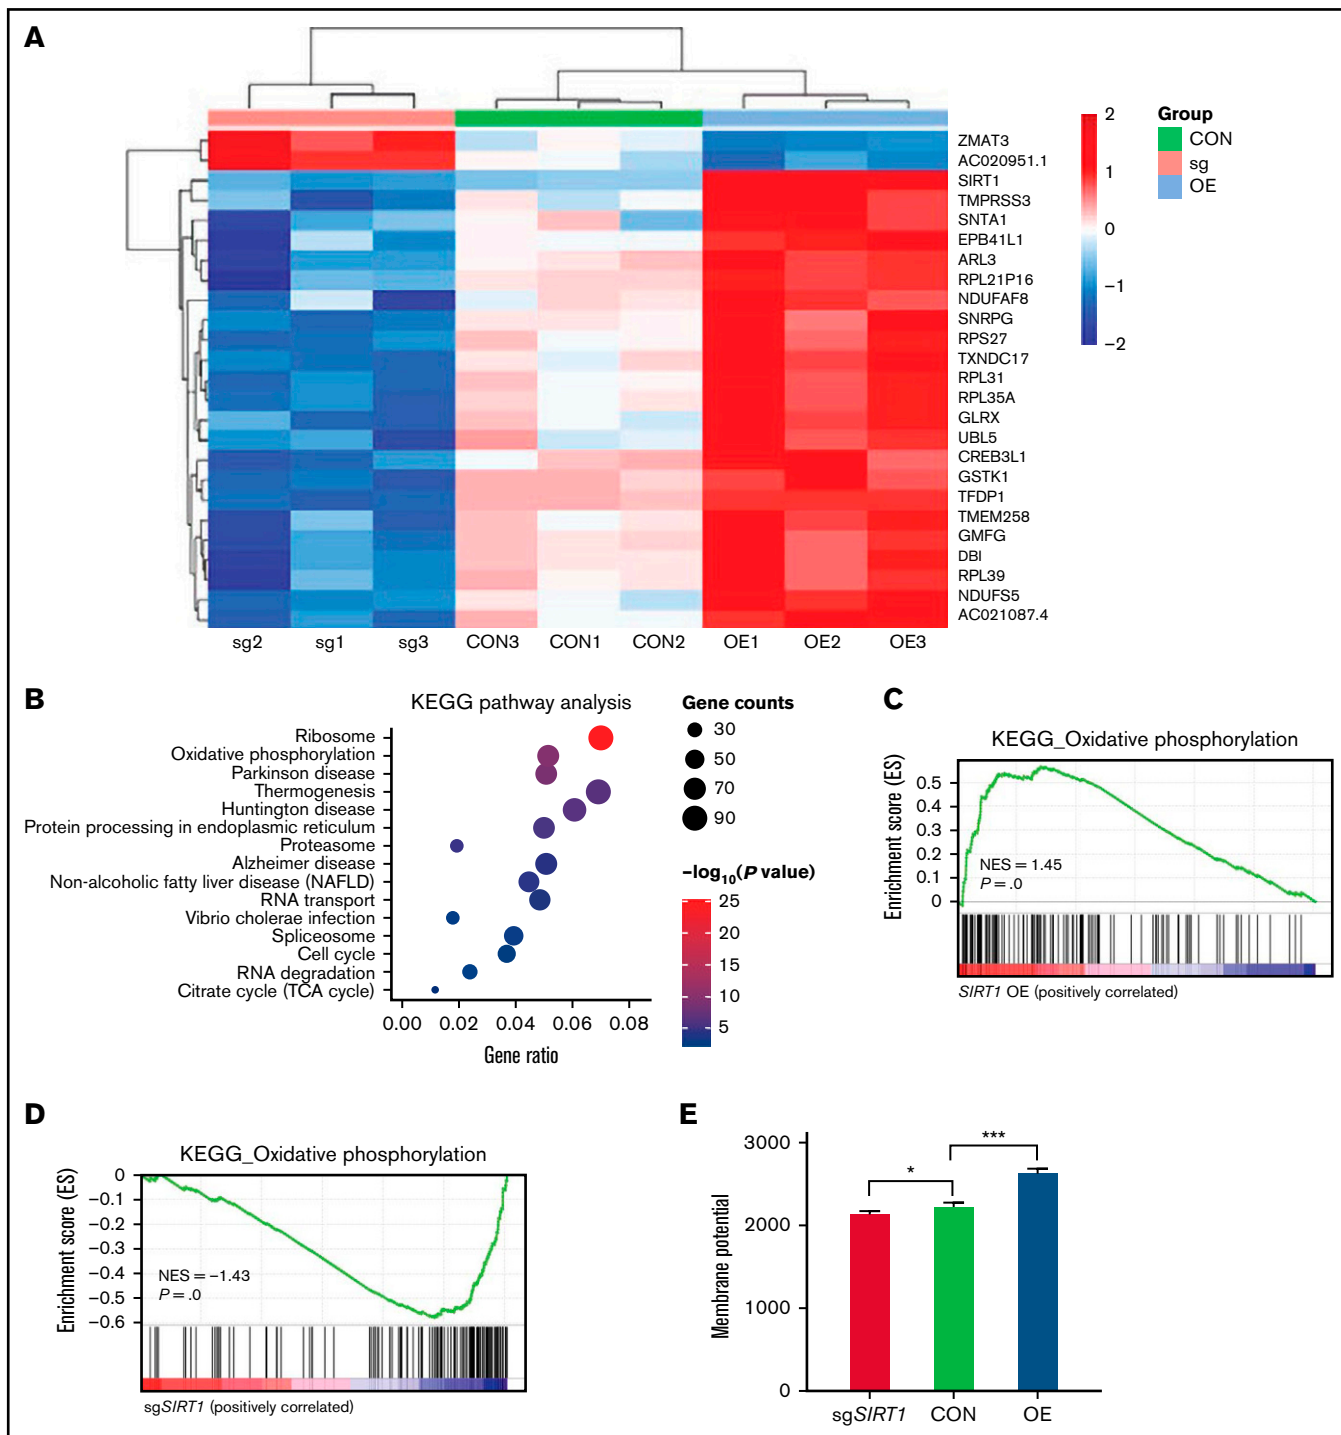 A
2
1
0
−1
−2
Group
CON
sg
OE
ZMAT3
AC020951.1
SIRT1
TMPRSS3
SNTA1
EPB41L1
ARL3
RPL21P16
NDUFAF8
SNRPG
RPS27
TXNDC17
RPL31
RPL35A
GLRX
UBL5
CREB3L1
GSTK1
TFDP1
TMEM258
GMFG
DBI
RPL39
NDUFS5
AC021087.4
sg2 sg1 sg3 CON3 CON1 CON2 OE1 OE2 OE3
B
KEGG pathway analysis
Ribosome
Oxidative phosphorylation
Parkinson disease
Thermogenesis
Huntington disease
Protein processing in endoplasmic reticulum
Proteasome
Alzheimer disease
Non-alcoholic fatty liver disease (NAFLD)
RNA transport
Vibrio cholerae infection
Spliceosome
Cell cycle
RNA degradation
Citrate cycle (TCA cycle)
0.00 0.02 0.04 0.06 0.08
Gene ratio
Gene counts
30
50
70
90
−log10(P value)
25
20
15
10
5
C
KEGG_Oxidative phosphorylation
Enrichment score (ES)
0.5
0.4
0.3
0.2
0.1
0
NES = 1.45
P = .0
SIRT1 OE (positively correlated)
D
KEGG_Oxidative phosphorylation
Enrichment score (ES)
0
−0.1
−0.2
−0.3
−0.4
−0.5
−0.6
NES = −1.43
P = .0
sgSIRT1 (positively correlated)
E
Membrane potential
3000
2000
1000
0
*
***
sgSIRT1 CON OE